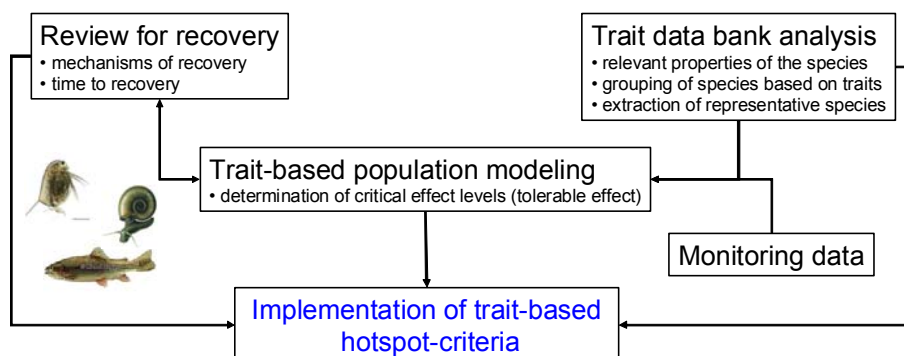 Review for recovery
• mechanisms of recovery
• time to recovery
Trait data bank analysis
• relevant properties of the species
• grouping of species based on traits
• extraction of representative species
Trait-based population modeling
• determination of critical effect levels (tolerable effect)
Monitoring data
Implementation of trait-based
hotspot-criteria